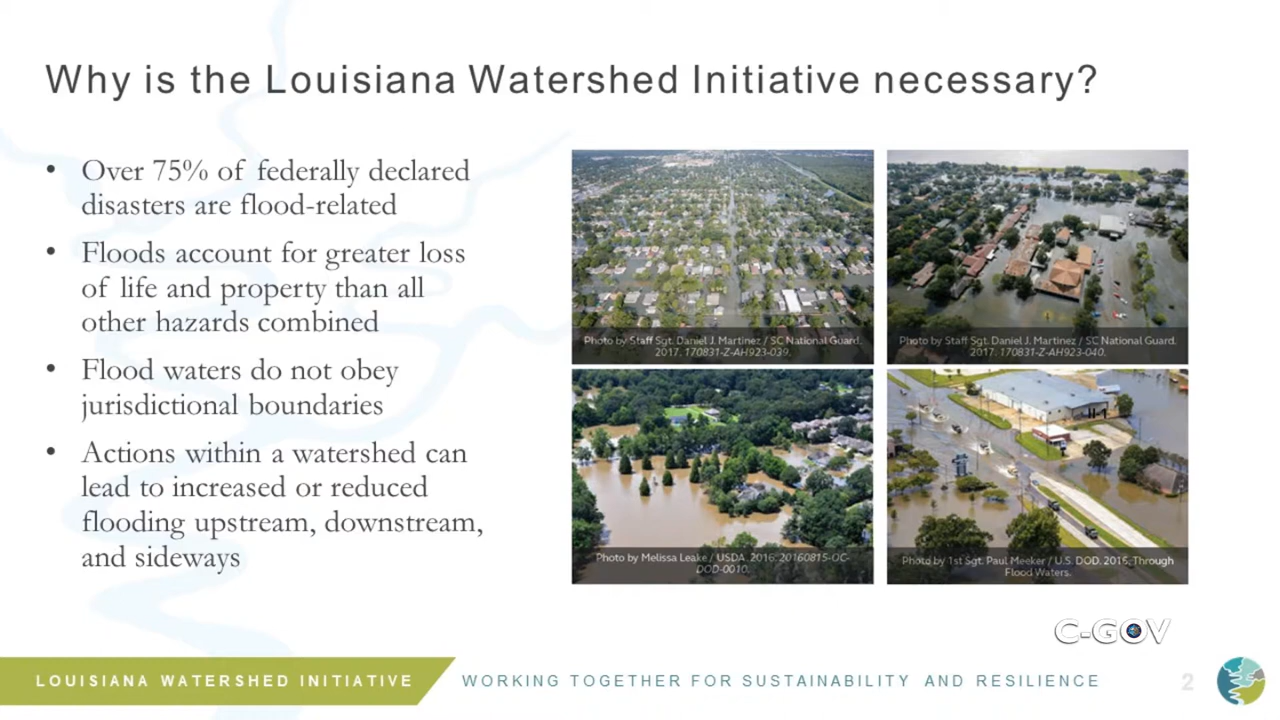 Why is the Louisiana Watershed Initiative necessary?
• Over 75% of federally declared
disasters are flood-related
• Floods account for greater loss
of life and property than all
other hazards combined
• Flood waters do not obey
jurisdictional boundaries
• Actions within a watershed can
lead to increased or reduced
flooding upstream, downstream,
and sideways
Photo by Staff Sgt. Daniel J. Martinez / SC National Guard.
2017. 170831-Z-AH923-039.
Photo by Staff Sgt. Daniel J. Martinez / SC National Guard.
2017. 170831-Z-AH923-040.
Photo by Melissa Leake / USDA. 2016. 20160815-OC-
DOD-0010.
Photo by 1st Sgt. Paul Meeker / U.S. DOD. 2016. Through
Flood Waters.
C-GOV
LOUISIANA WATERSHED INITIATIVE
WORKING TOGETHER FOR SUSTAINABILITY AND RESILIENCE
2